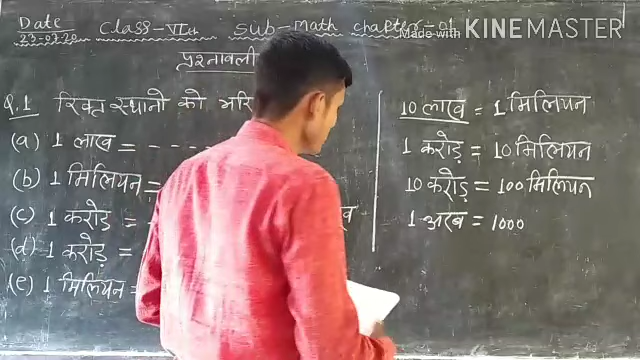 Date Class-VIth Sub-Math Chapter-01
23-07-20
Made with KINEMASTER
प्रश्नावली
Q.1 रिक्त स्थानो को
(a) 1 लाख = - - - -
(b) 1 मिलियन =
(c) 1 करोड़ =
(d) 1 करोड़ =
(e) 1 मिलियन =
10 लाख = 1 मिलियन
1 करोड़ = 10 मिलियन
10 करोड़ = 100 मिलियन
1 अरब = 1000